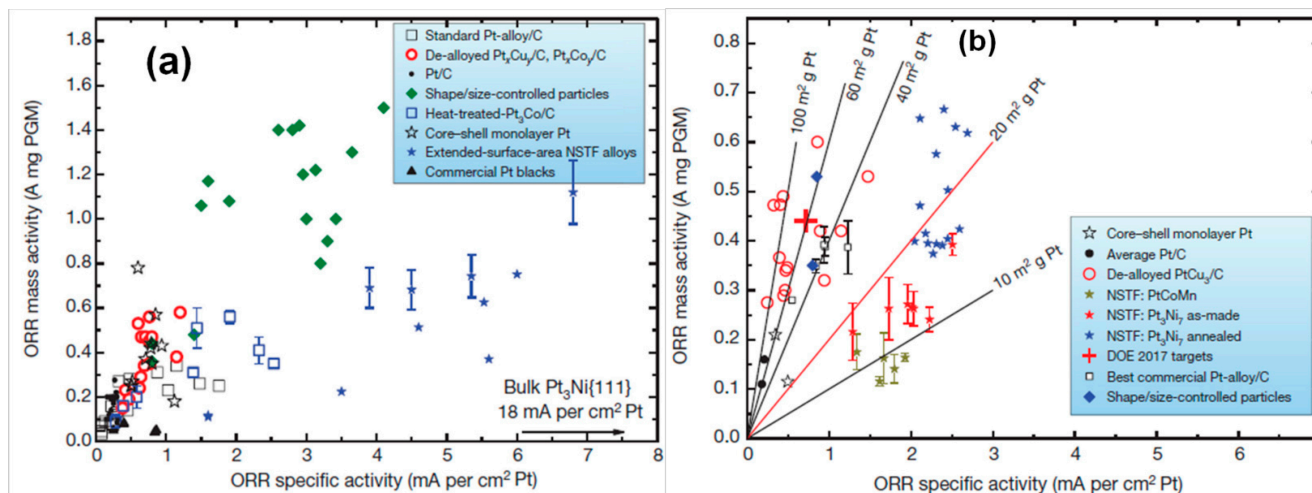 (a)
1.8
1.6
1.4
1.2
1.0
0.8
0.6
0.4
0.2
0.0
ORR mass activity (A mg PGM)
Standard Pt-alloy/C
De-alloyed PtxCuy/C, PtxCoy/C
Pt/C
Shape/size-controlled particles
Heat-treated-Pt3Co/C
Core–shell monolayer Pt
Extended-surface-area NSTF alloys
Commercial Pt blacks
Bulk Pt3Ni{111}
18 mA per cm2 Pt
0 1 2 3 4 5 6 7 8
ORR specific activity (mA per cm2 Pt)
(b)
0.8
0.7
0.6
0.5
0.4
0.3
0.2
0.1
0.0
ORR mass activity (A mg PGM)
100 m2 g Pt
60 m2 g Pt
40 m2 g Pt
20 m2 g Pt
10 m2 g Pt
Core–shell monolayer Pt
Average Pt/C
De-alloyed PtCu3/C
NSTF: PtCoMn
NSTF: Pt3Ni7 as-made
NSTF: Pt3Ni7 annealed
DOE 2017 targets
Best commercial Pt-alloy/C
Shape/size-controlled particles
0 1 2 3 4 5 6
ORR specific activity (mA per cm2 Pt)